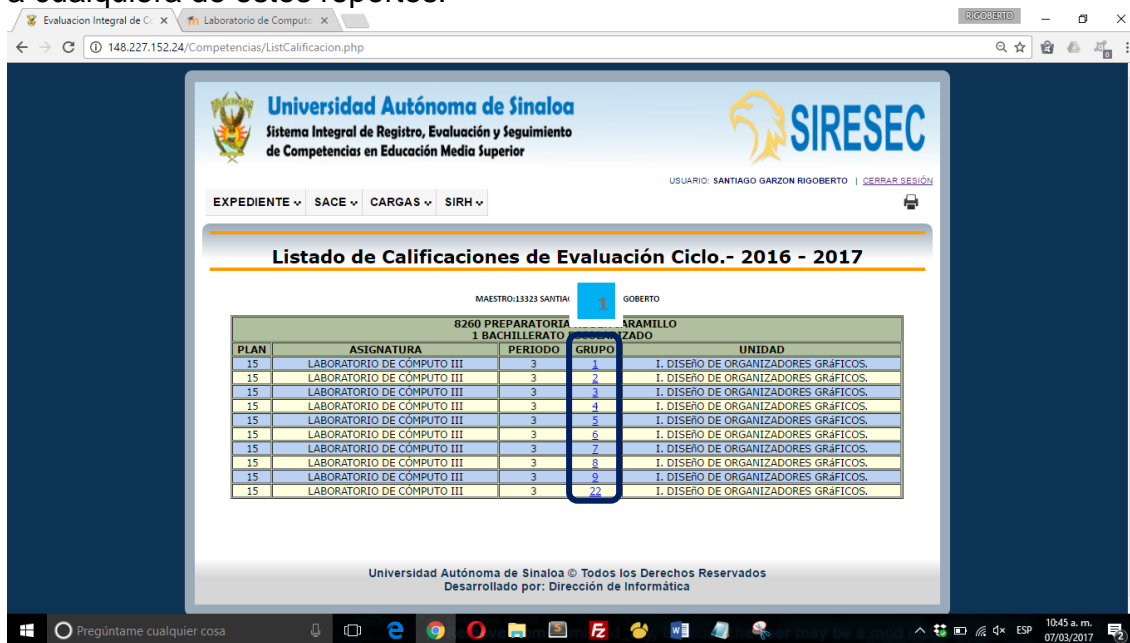 a cualquiera de estos reportes.
Evaluacion Integral de C
Laboratorio de Computo
RIGOBERTO
148.227.152.24/Competencias/ListCalificacion.php
Universidad Autónoma de Sinaloa
Sistema Integral de Registro, Evaluación y Seguimiento
de Competencias en Educación Media Superior
SIRESEC
USUARIO: SANTIAGO GARZON RIGOBERTO | CERRAR SESIÓN
EXPEDIENTE SACE CARGAS SIRH
Listado de Calificaciones de Evaluación Ciclo.- 2016 - 2017
MAESTRO:13323 SANTIA GOBERTO
1
8260 PREPARATORIA ARAMILLO
1 BACHILLERATO
PLAN ASIGNATURA PERIODO GRUPO UNIDAD
15 LABORATORIO DE CÓMPUTO III 3 1 I. DISEñO DE ORGANIZADORES GRáFICOS.
15 LABORATORIO DE CÓMPUTO III 3 2 I. DISEñO DE ORGANIZADORES GRáFICOS.
15 LABORATORIO DE CÓMPUTO III 3 3 I. DISEñO DE ORGANIZADORES GRáFICOS.
15 LABORATORIO DE CÓMPUTO III 3 4 I. DISEñO DE ORGANIZADORES GRáFICOS.
15 LABORATORIO DE CÓMPUTO III 3 5 I. DISEñO DE ORGANIZADORES GRáFICOS.
15 LABORATORIO DE CÓMPUTO III 3 6 I. DISEñO DE ORGANIZADORES GRáFICOS.
15 LABORATORIO DE CÓMPUTO III 3 7 I. DISEñO DE ORGANIZADORES GRáFICOS.
15 LABORATORIO DE CÓMPUTO III 3 8 I. DISEñO DE ORGANIZADORES GRáFICOS.
15 LABORATORIO DE CÓMPUTO III 3 9 I. DISEñO DE ORGANIZADORES GRáFICOS.
15 LABORATORIO DE CÓMPUTO III 3 22 I. DISEñO DE ORGANIZADORES GRáFICOS.
Universidad Autónoma de Sinaloa © Todos los Derechos Reservados
Desarrollado por: Dirección de Informática
Pregúntame cualquier cosa
ESP
10:45 a. m.
07/03/2017